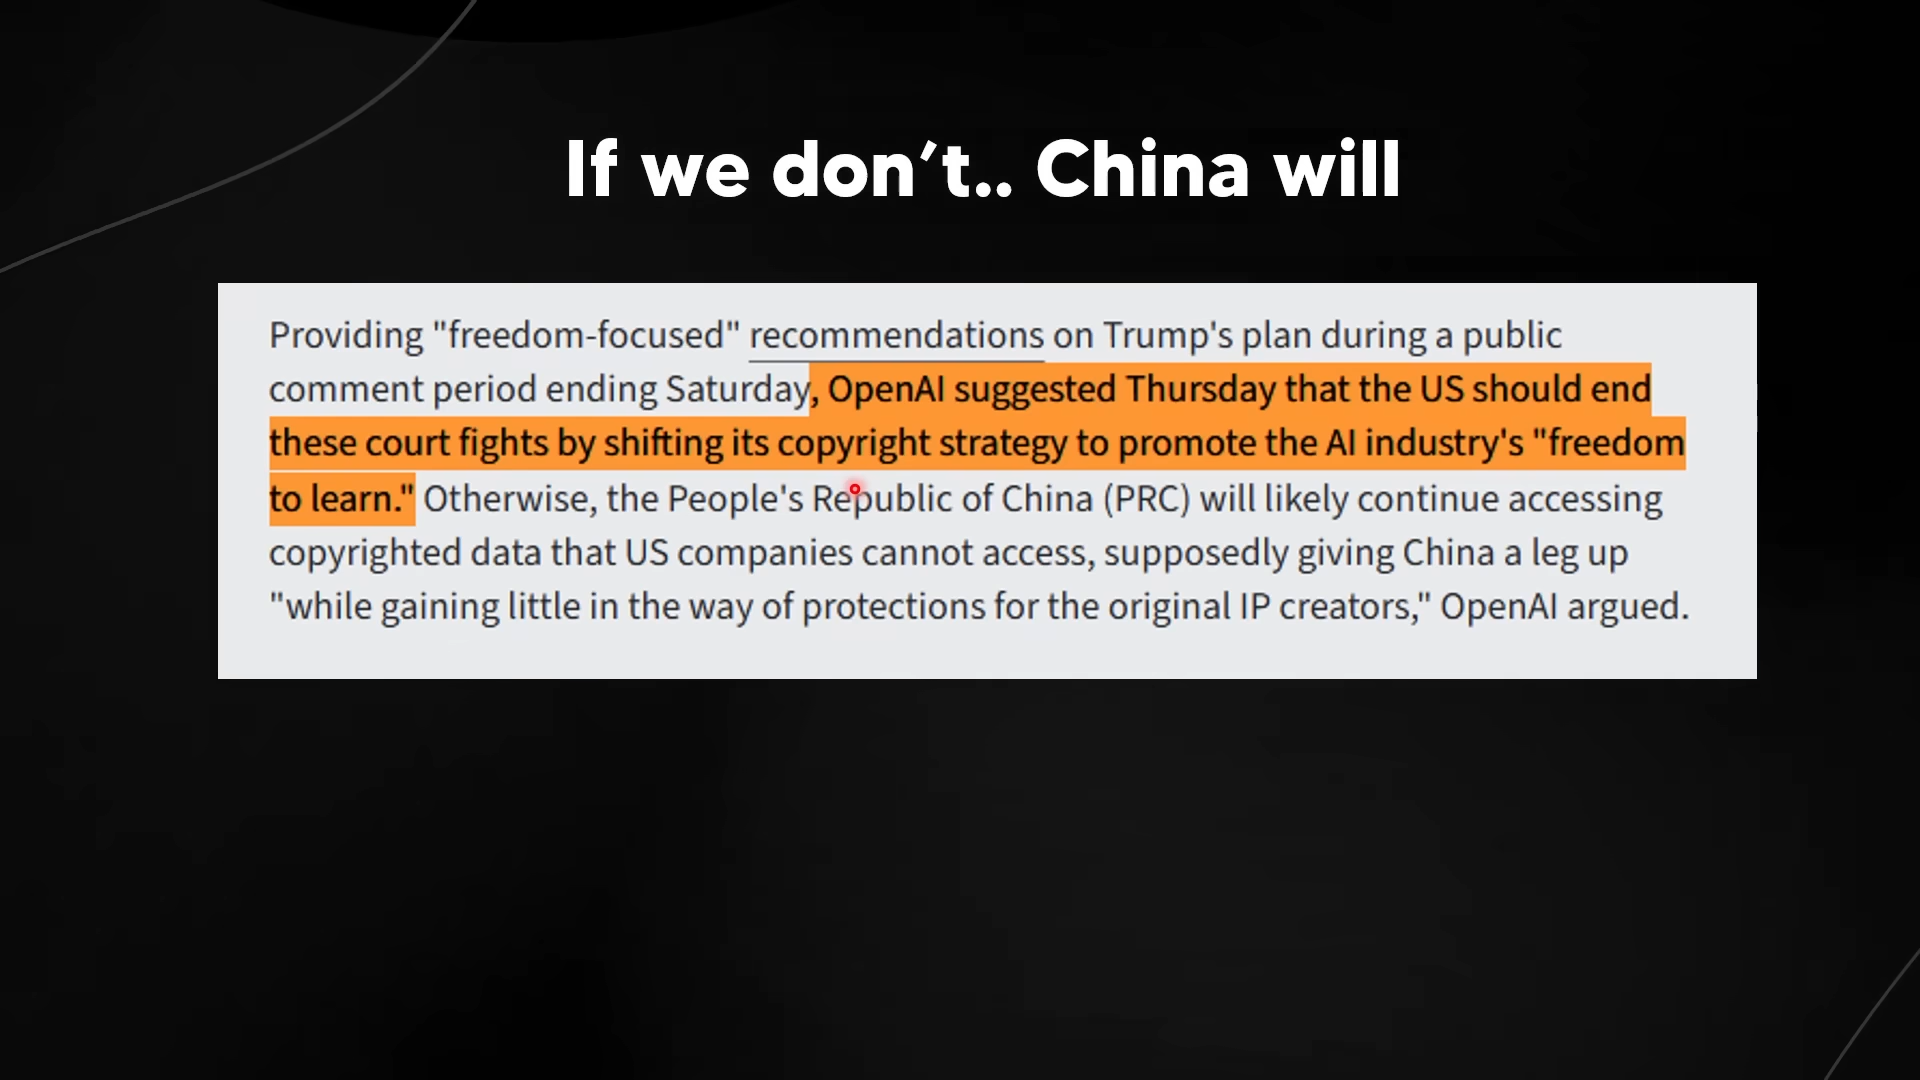 If we don't.. China will
Providing "freedom-focused" recommendations on Trump's plan during a public
comment period ending Saturday, OpenAI suggested Thursday that the US should end
these court fights by shifting its copyright strategy to promote the AI industry's "freedom
to learn." Otherwise, the People's Republic of China (PRC) will likely continue accessing
copyrighted data that US companies cannot access, supposedly giving China a leg up
"while gaining little in the way of protections for the original IP creators," OpenAI argued.